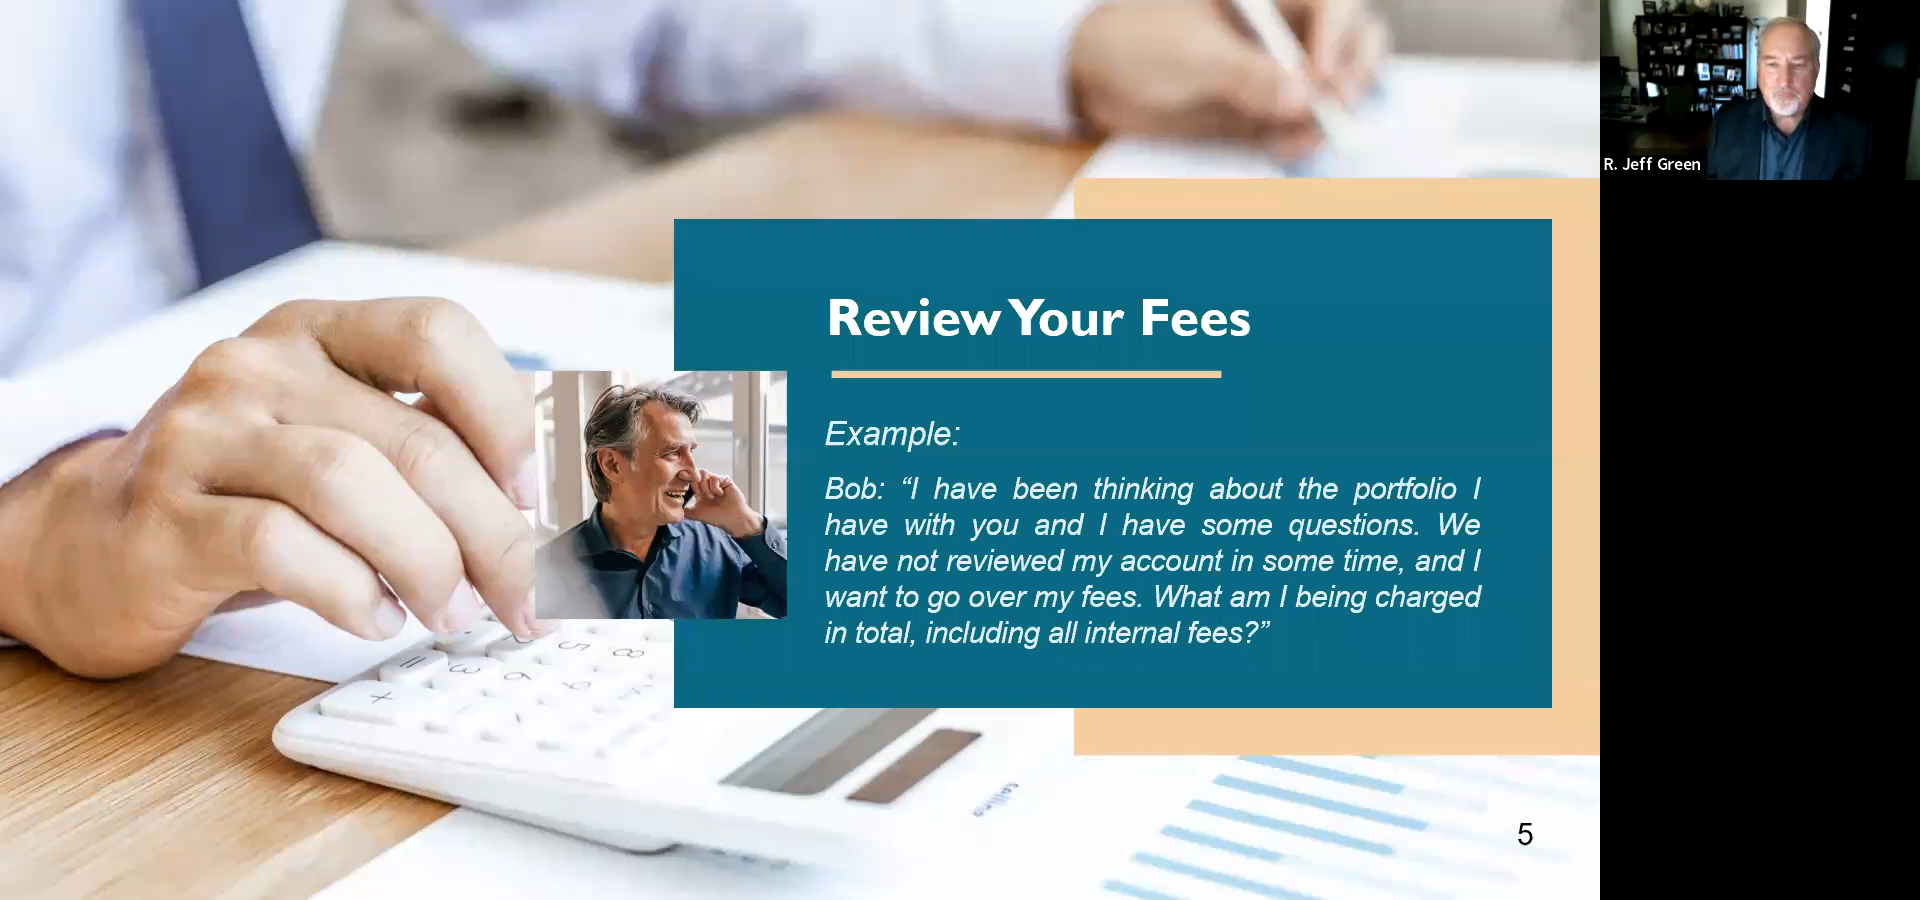 R. Jeff Green
Review Your Fees
Example:
Bob: “I have been thinking about the portfolio I
have with you and I have some questions. We
have not reviewed my account in some time, and I
want to go over my fees. What am I being charged
in total, including all internal fees?”
5